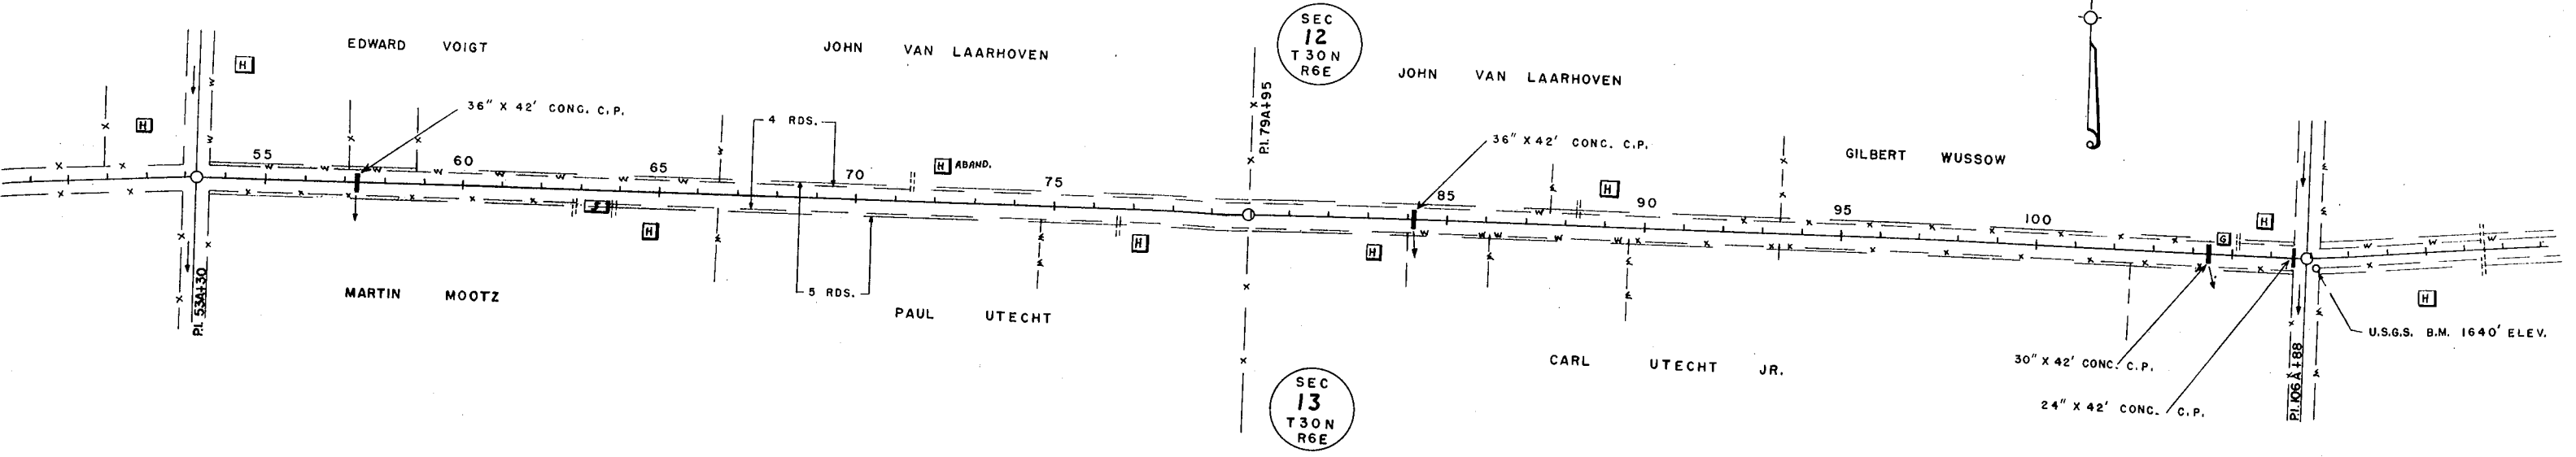 SEC
12
T 30 N
R6E
EDWARD VOIGT
JOHN VAN LAARHOVEN
JOHN VAN LAARHOVEN
H
H
36" X 42' CONC. C.P.
4 RDS.
P.I. 79A+95
36" X 42' CONC. C.P.
GILBERT WUSSOW
55
60
65
70
H ABAND.
75
85
H
90
95
100
H
G
H
H
H
5 RDS.
P.I. 53A+30
MARTIN MOOTZ
PAUL UTECHT
H
U.S.G.S. B.M. 1640' ELEV.
CARL UTECHT JR.
30" X 42' CONC. C.P.
24" X 42' CONC. C.P.
P.I. 106A+88
SEC
13
T 30 N
R6E